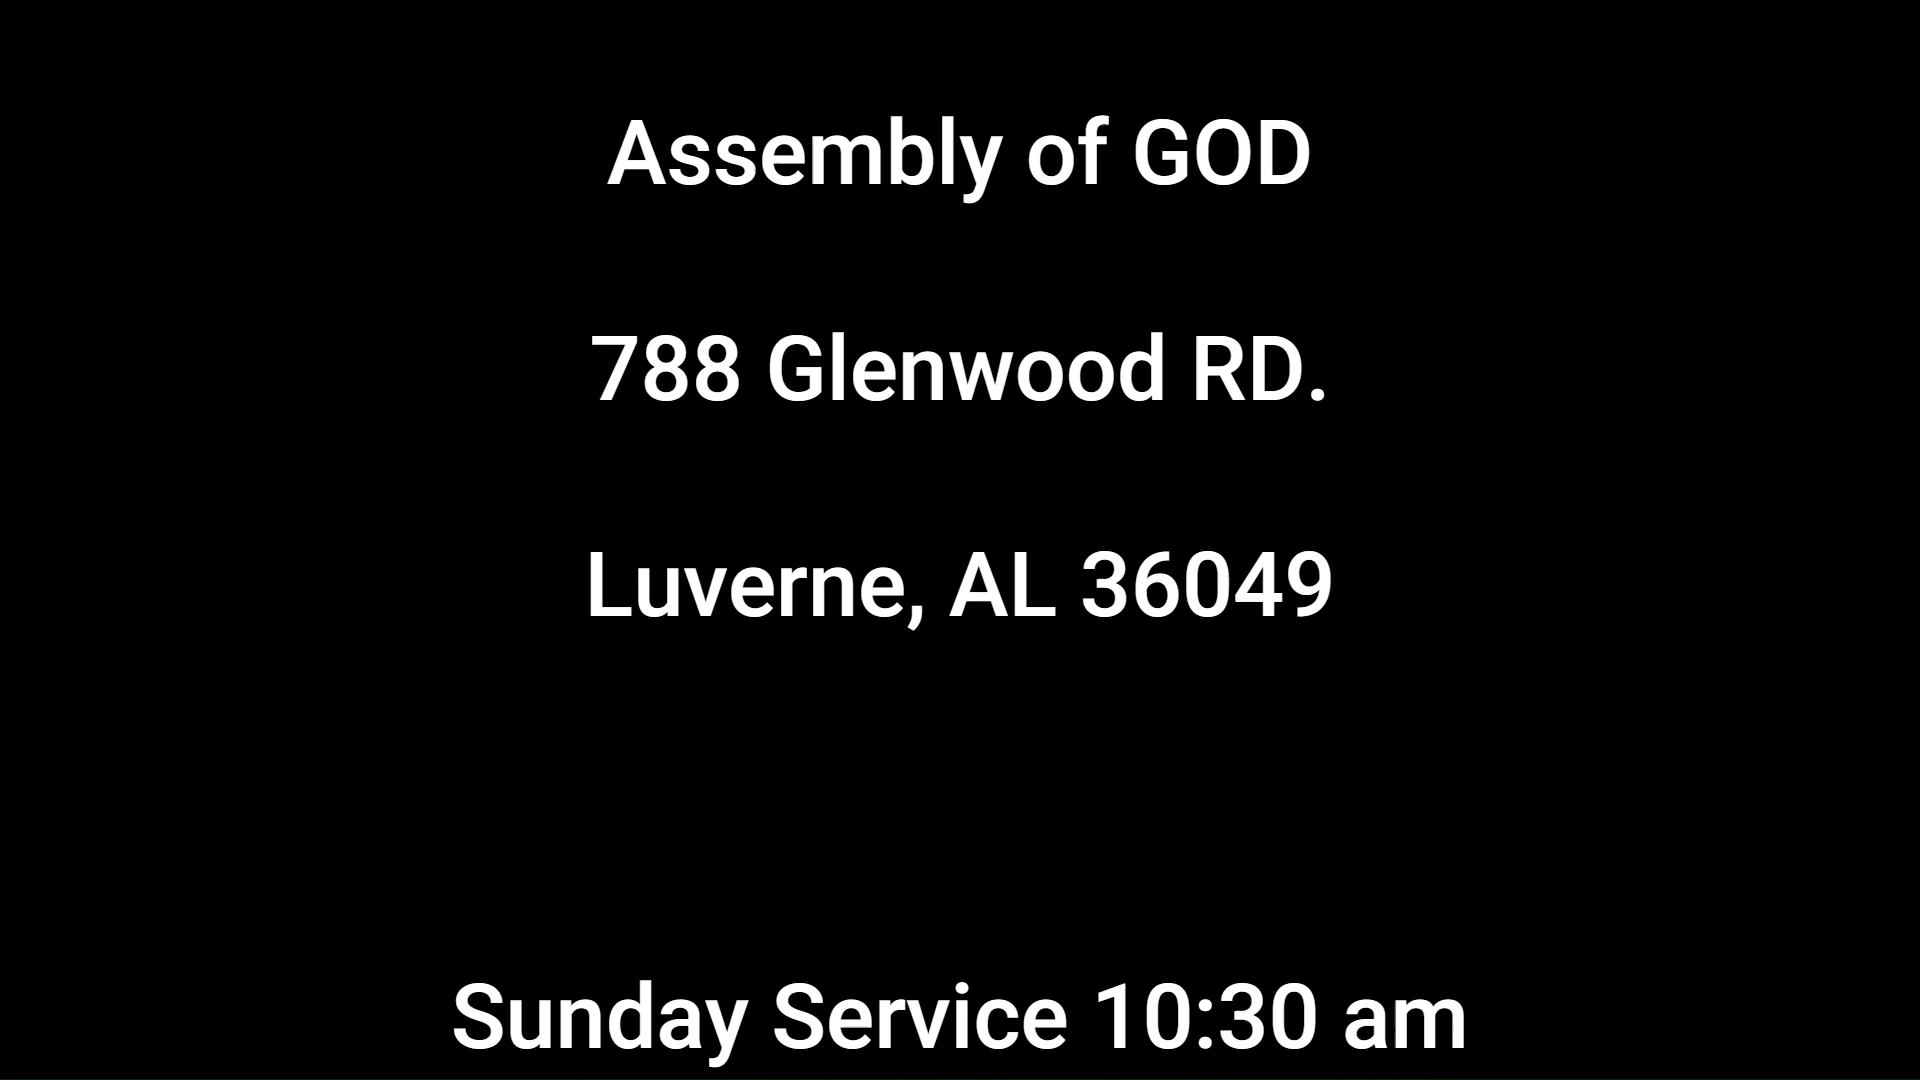 Assembly of GOD
788 Glenwood RD.
Luverne, AL 36049
Sunday Service 10:30 am